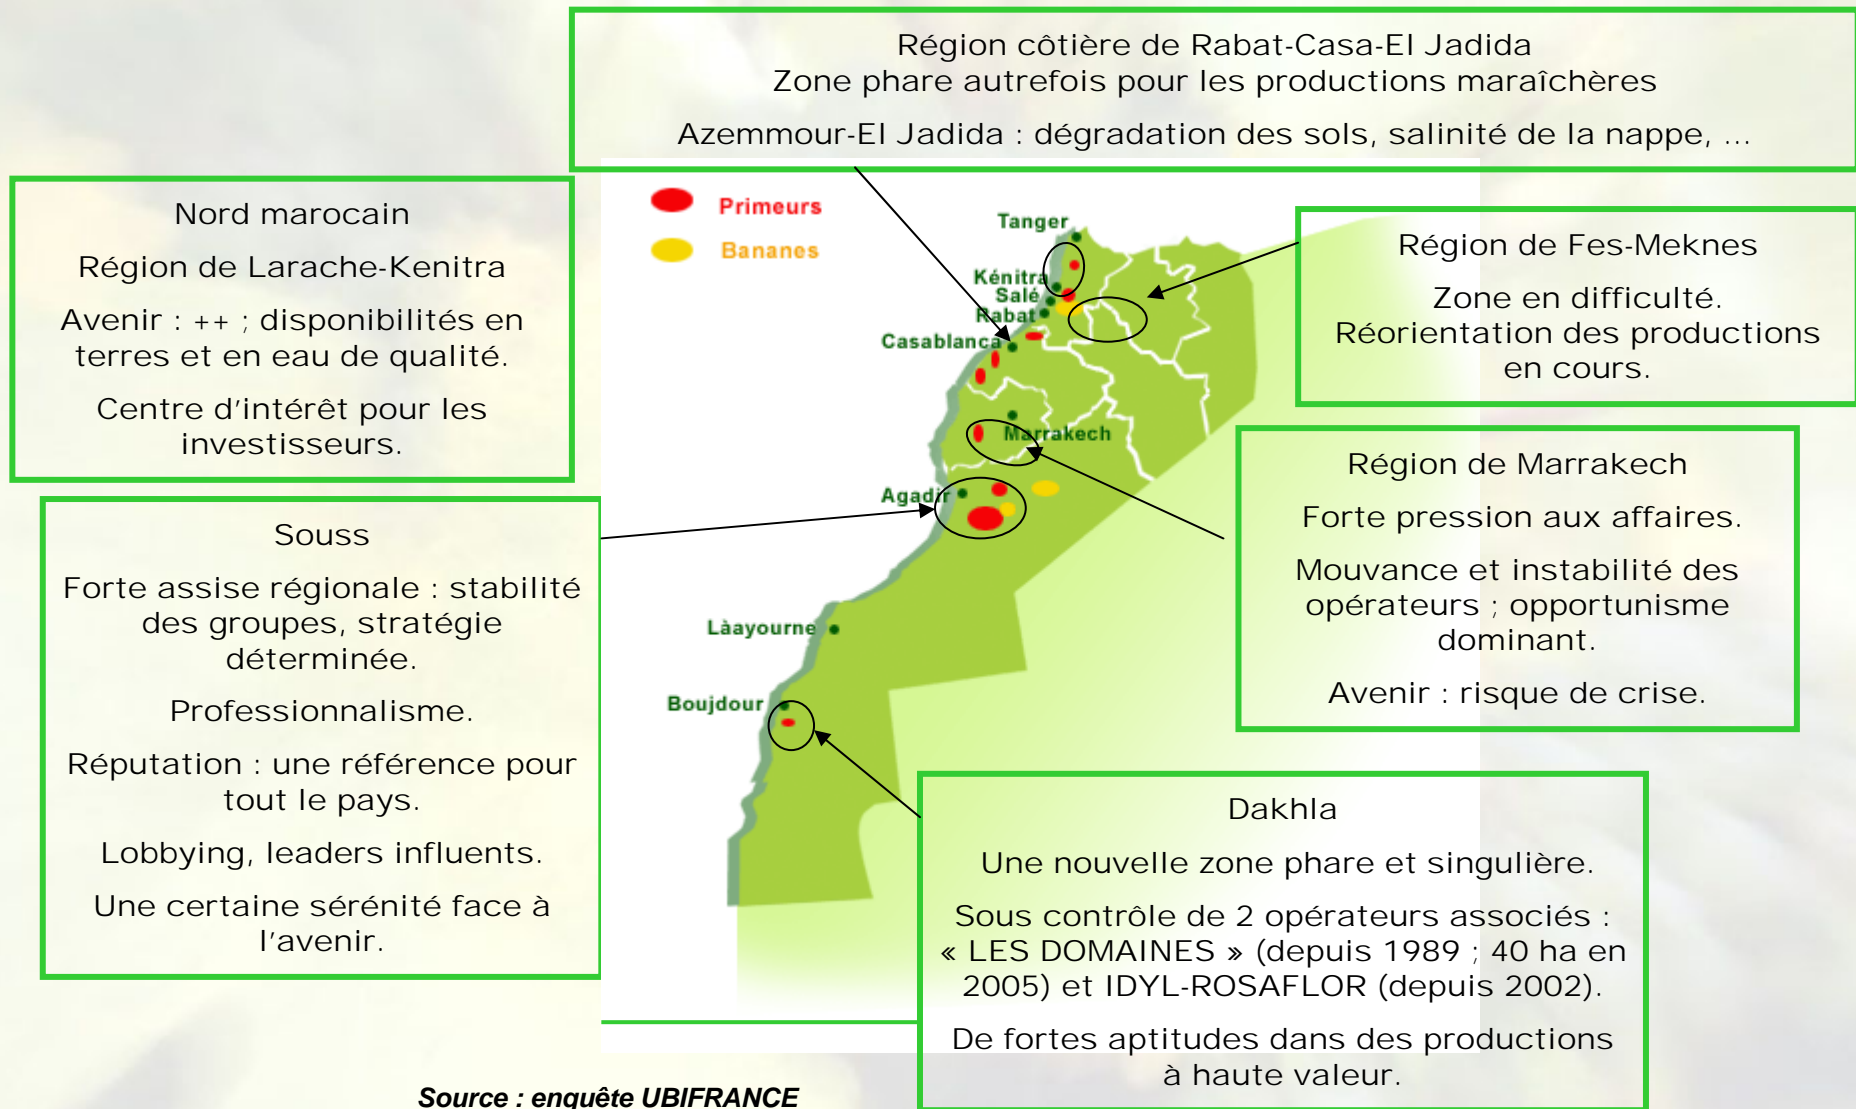 Région côtière de Rabat-Casa-El Jadida
Zone phare autrefois pour les productions maraîchères
Azemmour-El Jadida : dégradation des sols, salinité de la nappe, ...
Nord marocain
Région de Larache-Kenitra
Avenir : ++ ; disponibilités en
terres et en eau de qualité.
Centre d'intérêt pour les
investisseurs.
Primeurs
Bananes
Tanger
Kénitra
Salé
Rabat
Casablanca
Marrakech
Agadir
Làayourne
Boujdour
Région de Fes-Meknes
Zone en difficulté.
Réorientation des productions
en cours.
Région de Marrakech
Forte pression aux affaires.
Mouvance et instabilité des
opérateurs ; opportunisme
dominant.
Avenir : risque de crise.
Souss
Forte assise régionale : stabilité
des groupes, stratégie
déterminée.
Professionnalisme.
Réputation : une référence pour
tout le pays.
Lobbying, leaders influents.
Une certaine sérénité face à
l'avenir.
Dakhla
Une nouvelle zone phare et singulière.
Sous contrôle de 2 opérateurs associés :
« LES DOMAINES » (depuis 1989 ; 40 ha en
2005) et IDYL-ROSAFLOR (depuis 2002).
De fortes aptitudes dans des productions
à haute valeur.
Source : enquête UBIFRANCE